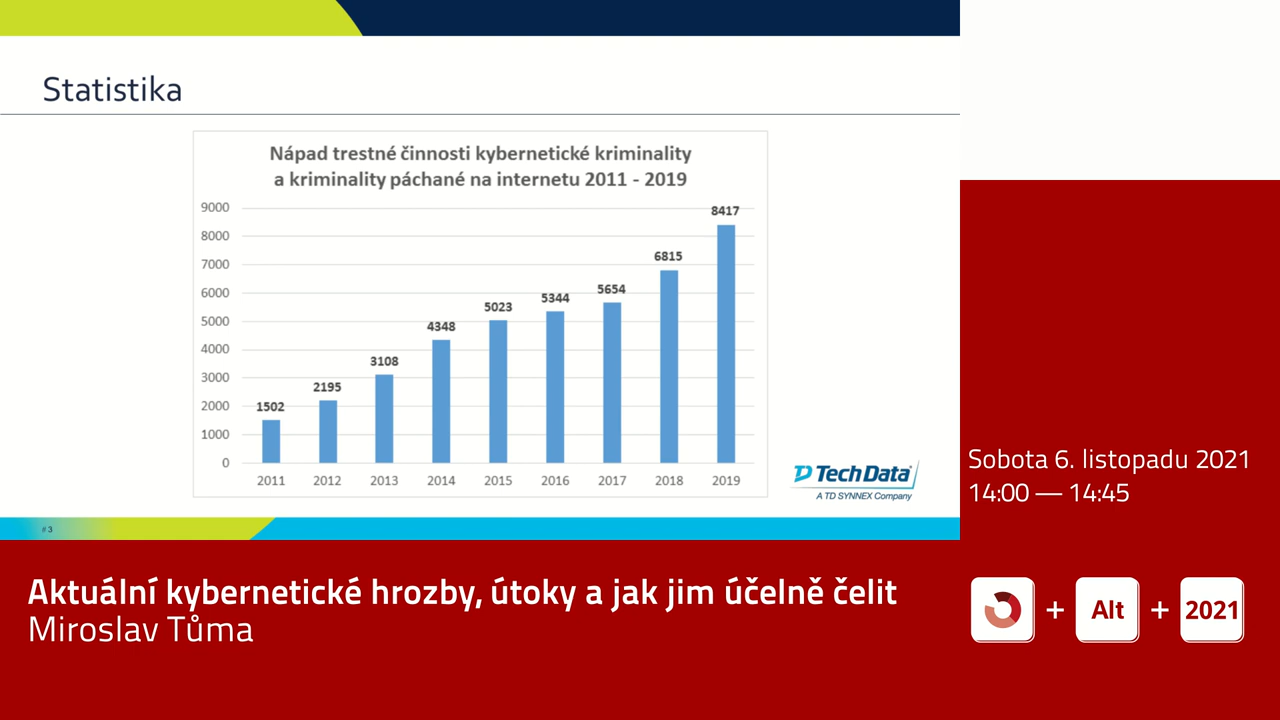 Statistika
Nápad trestné činnosti kybernetické kriminality
a kriminality páchané na internetu 2011 - 2019
9000
8000
7000
6000
5000
4000
3000
2000
1000
0
1502
2195
3108
4348
5023
5344
5654
6815
8417
2011
2012
2013
2014
2015
2016
2017
2018
2019
TD Tech Data
A TD SYNNEX Company
#3
Sobota 6. listopadu 2021
14:00 — 14:45
Aktuální kybernetické hrozby, útoky a jak jim účelně čelit
Miroslav Tůma
+ Alt + 2021